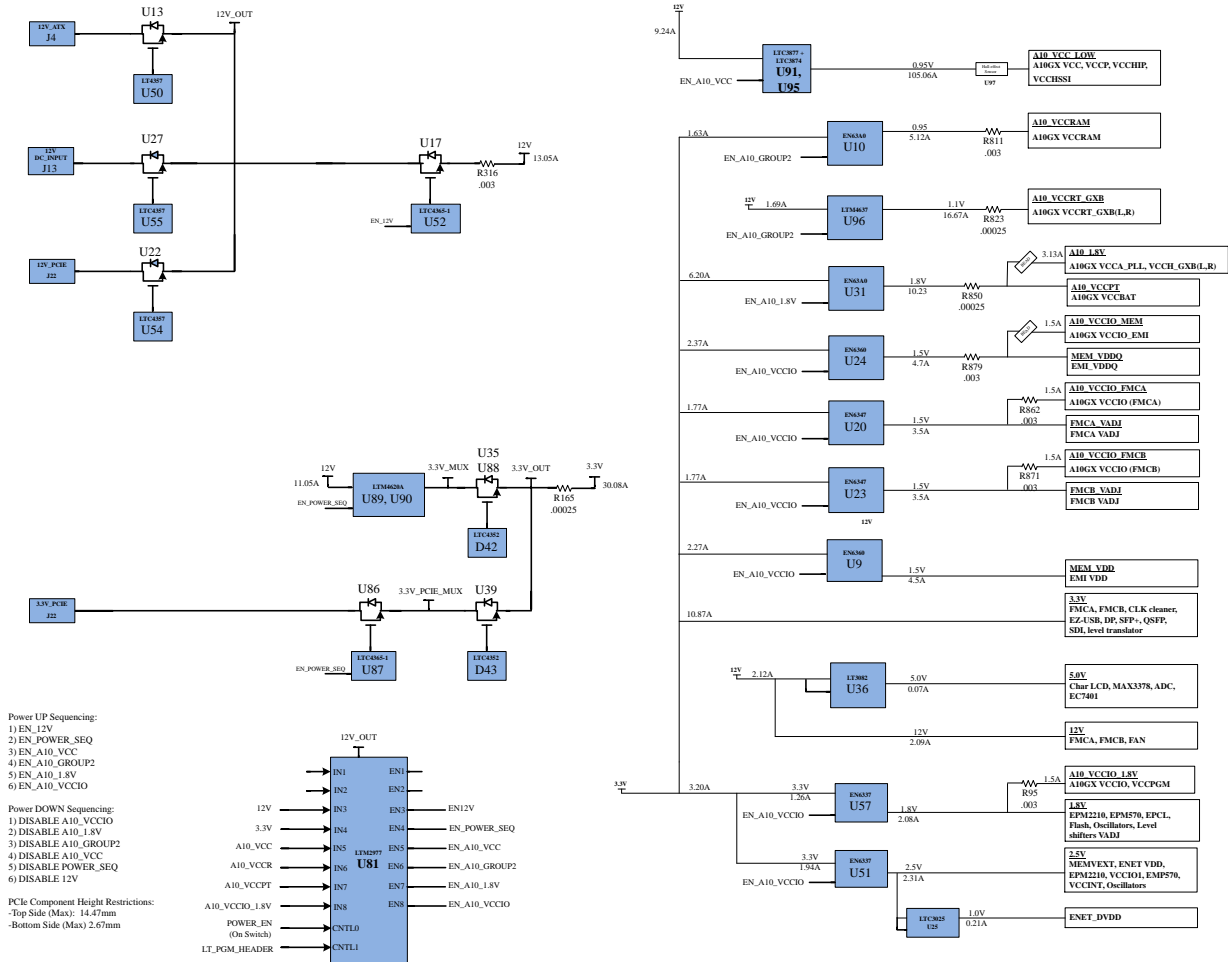 U13
12V_OUT
12V_ATX
J4
LT4357
U50
U27
12V
DC_INPUT
J13
LTC4357
U55
U22
12V_PCIE
J22
LTC4357
U54
U17
12V
13.05A
R316
.003
EN_12V
LTC4365-1
U52
U35
U88
12V
11.05A
3.3V_MUX
3.3V_OUT
3.3V
30.08A
LTM4620A
U89, U90
EN_POWER_SEQ
R165
.00025
LTC4352
D42
U86
3.3V_PCIE_MUX
U39
3.3V_PCIE
J22
EN_POWER_SEQ
LTC4365-1
U87
LTC4352
D43
Power UP Sequencing:
1) EN_12V
2) EN_POWER_SEQ
3) EN_A10_VCC
4) EN_A10_GROUP2
5) EN_A10_1.8V
6) EN_A10_VCCIO
Power DOWN Sequencing:
1) DISABLE A10_VCCIO
2) DISABLE A10_1.8V
3) DISABLE A10_GROUP2
4) DISABLE A10_VCC
5) DISABLE POWER_SEQ
6) DISABLE 12V
PCIe Component Height Restrictions:
-Top Side (Max): 14.47mm
-Bottom Side (Max) 2.67mm
12V_OUT
IN1 EN1
IN2 EN2
12V IN3 EN3 EN12V
3.3V IN4 EN4 EN_POWER_SEQ
A10_VCC IN5 EN5 EN_A10_VCC
LTM2977
U81
A10_VCCR IN6 EN6 EN_A10_GROUP2
A10_VCCPT IN7 EN7 EN_A10_1.8V
A10_VCCIO_1.8V IN8 EN8 EN_A10_VCCIO
POWER_EN CNTL0
(On Switch)
LT_PGM_HEADER CNTL1
12V
9.24A
LTC3877 +
LTC3874
U91,
U95
EN_A10_VCC
0.95V
105.06A
Hall effect
Sensor
U97
A10_VCC_LOW
A10GX VCC, VCCP, VCCHIP,
VCCHSSI
1.63A
EN63A0
U10
EN_A10_GROUP2
0.95
5.12A
R811
.003
A10_VCCRAM
A10GX VCCRAM
12V
1.69A
LTM4637
U96
EN_A10_GROUP2
1.1V
16.67A
R823
.00025
A10_VCCRT_GXB
A10GX VCCRT_GXB(L,R)
6.20A
EN63A0
U31
EN_A10_1.8V
1.8V
10.23
R850
.00025
3.13A
A10_1.8V
A10GX VCCA_PLL, VCCH_GXB(L,R)
A10_VCCPT
A10GX VCCBAT
2.37A
EN6360
U24
EN_A10_VCCIO
1.5V
4.7A
R879
.003
1.5A
A10_VCCIO_MEM
A10GX VCCIO_EMI
MEM_VDDQ
EMI_VDDQ
1.77A
EN6347
U20
EN_A10_VCCIO
1.5V
3.5A
1.5A
R862
.003
A10_VCCIO_FMCA
A10GX VCCIO (FMCA)
FMCA_VADJ
FMCA VADJ
1.77A
EN6347
U23
EN_A10_VCCIO
1.5V
3.5A
12V
1.5A
R871
.003
A10_VCCIO_FMCB
A10GX VCCIO (FMCB)
FMCB_VADJ
FMCB VADJ
2.27A
EN6360
U9
EN_A10_VCCIO
1.5V
4.5A
MEM_VDD
EMI VDD
10.87A
3.3V
FMCA, FMCB, CLK cleaner,
EZ-USB, DP, SFP+, QSFP,
SDI, level translator
12V
2.12A
LT3082
U36
5.0V
0.07A
5.0V
Char LCD, MAX3378, ADC,
EC7401
12V
2.09A
12V
FMCA, FMCB, FAN
3.3V
3.20A
3.3V
1.26A
EN6337
U57
EN_A10_VCCIO
1.8V
2.08A
1.5A
R95
.003
A10_VCCIO_1.8V
A10GX VCCIO, VCCPGM
1.8V
EPM2210, EPM570, EPCL,
Flash, Oscillators, Level
shifters VADJ
3.3V
1.94A
EN6337
U51
EN_A10_VCCIO
2.5V
2.31A
2.5V
MEMVEXT, ENET VDD,
EPM2210, VCCIO1, EMP570,
VCCINT, Oscillators
LTC3025
U25
1.0V
0.21A
ENET_DVDD